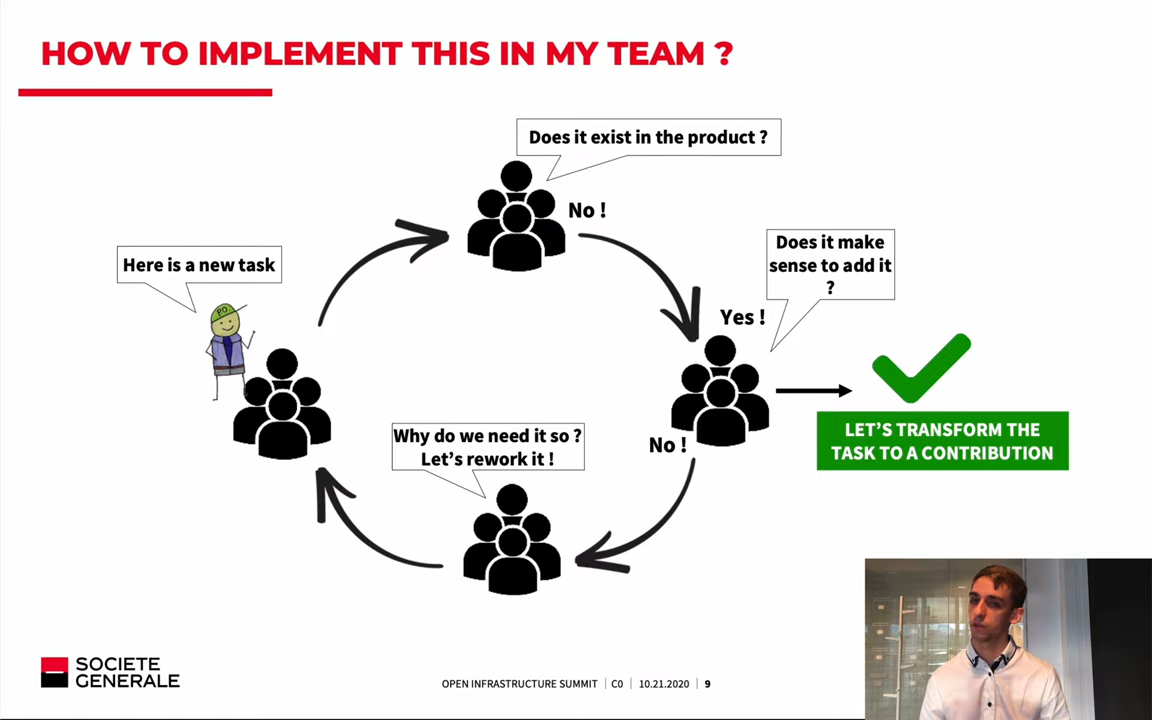 HOW TO IMPLEMENT THIS IN MY TEAM ?
Does it exist in the product ?
No !
Does it make
sense to add it
?
Here is a new task
PO
Yes !
LET'S TRANSFORM THE
TASK TO A CONTRIBUTION
No !
Why do we need it so ?
Let's rework it !
SOCIETE
GENERALE
OPEN INFRASTRUCTURE SUMMIT | C0 | 10.21.2020 | 9